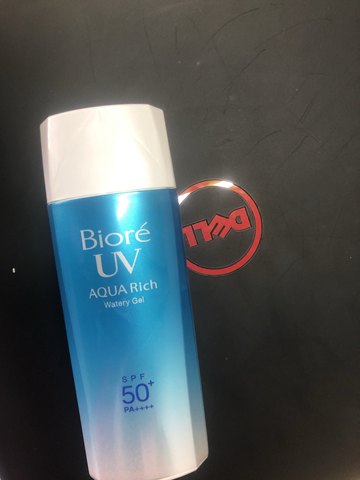 Bioré
UV
AQUA Rich
Watery Gel
SPF
50+
PA++++
DELL